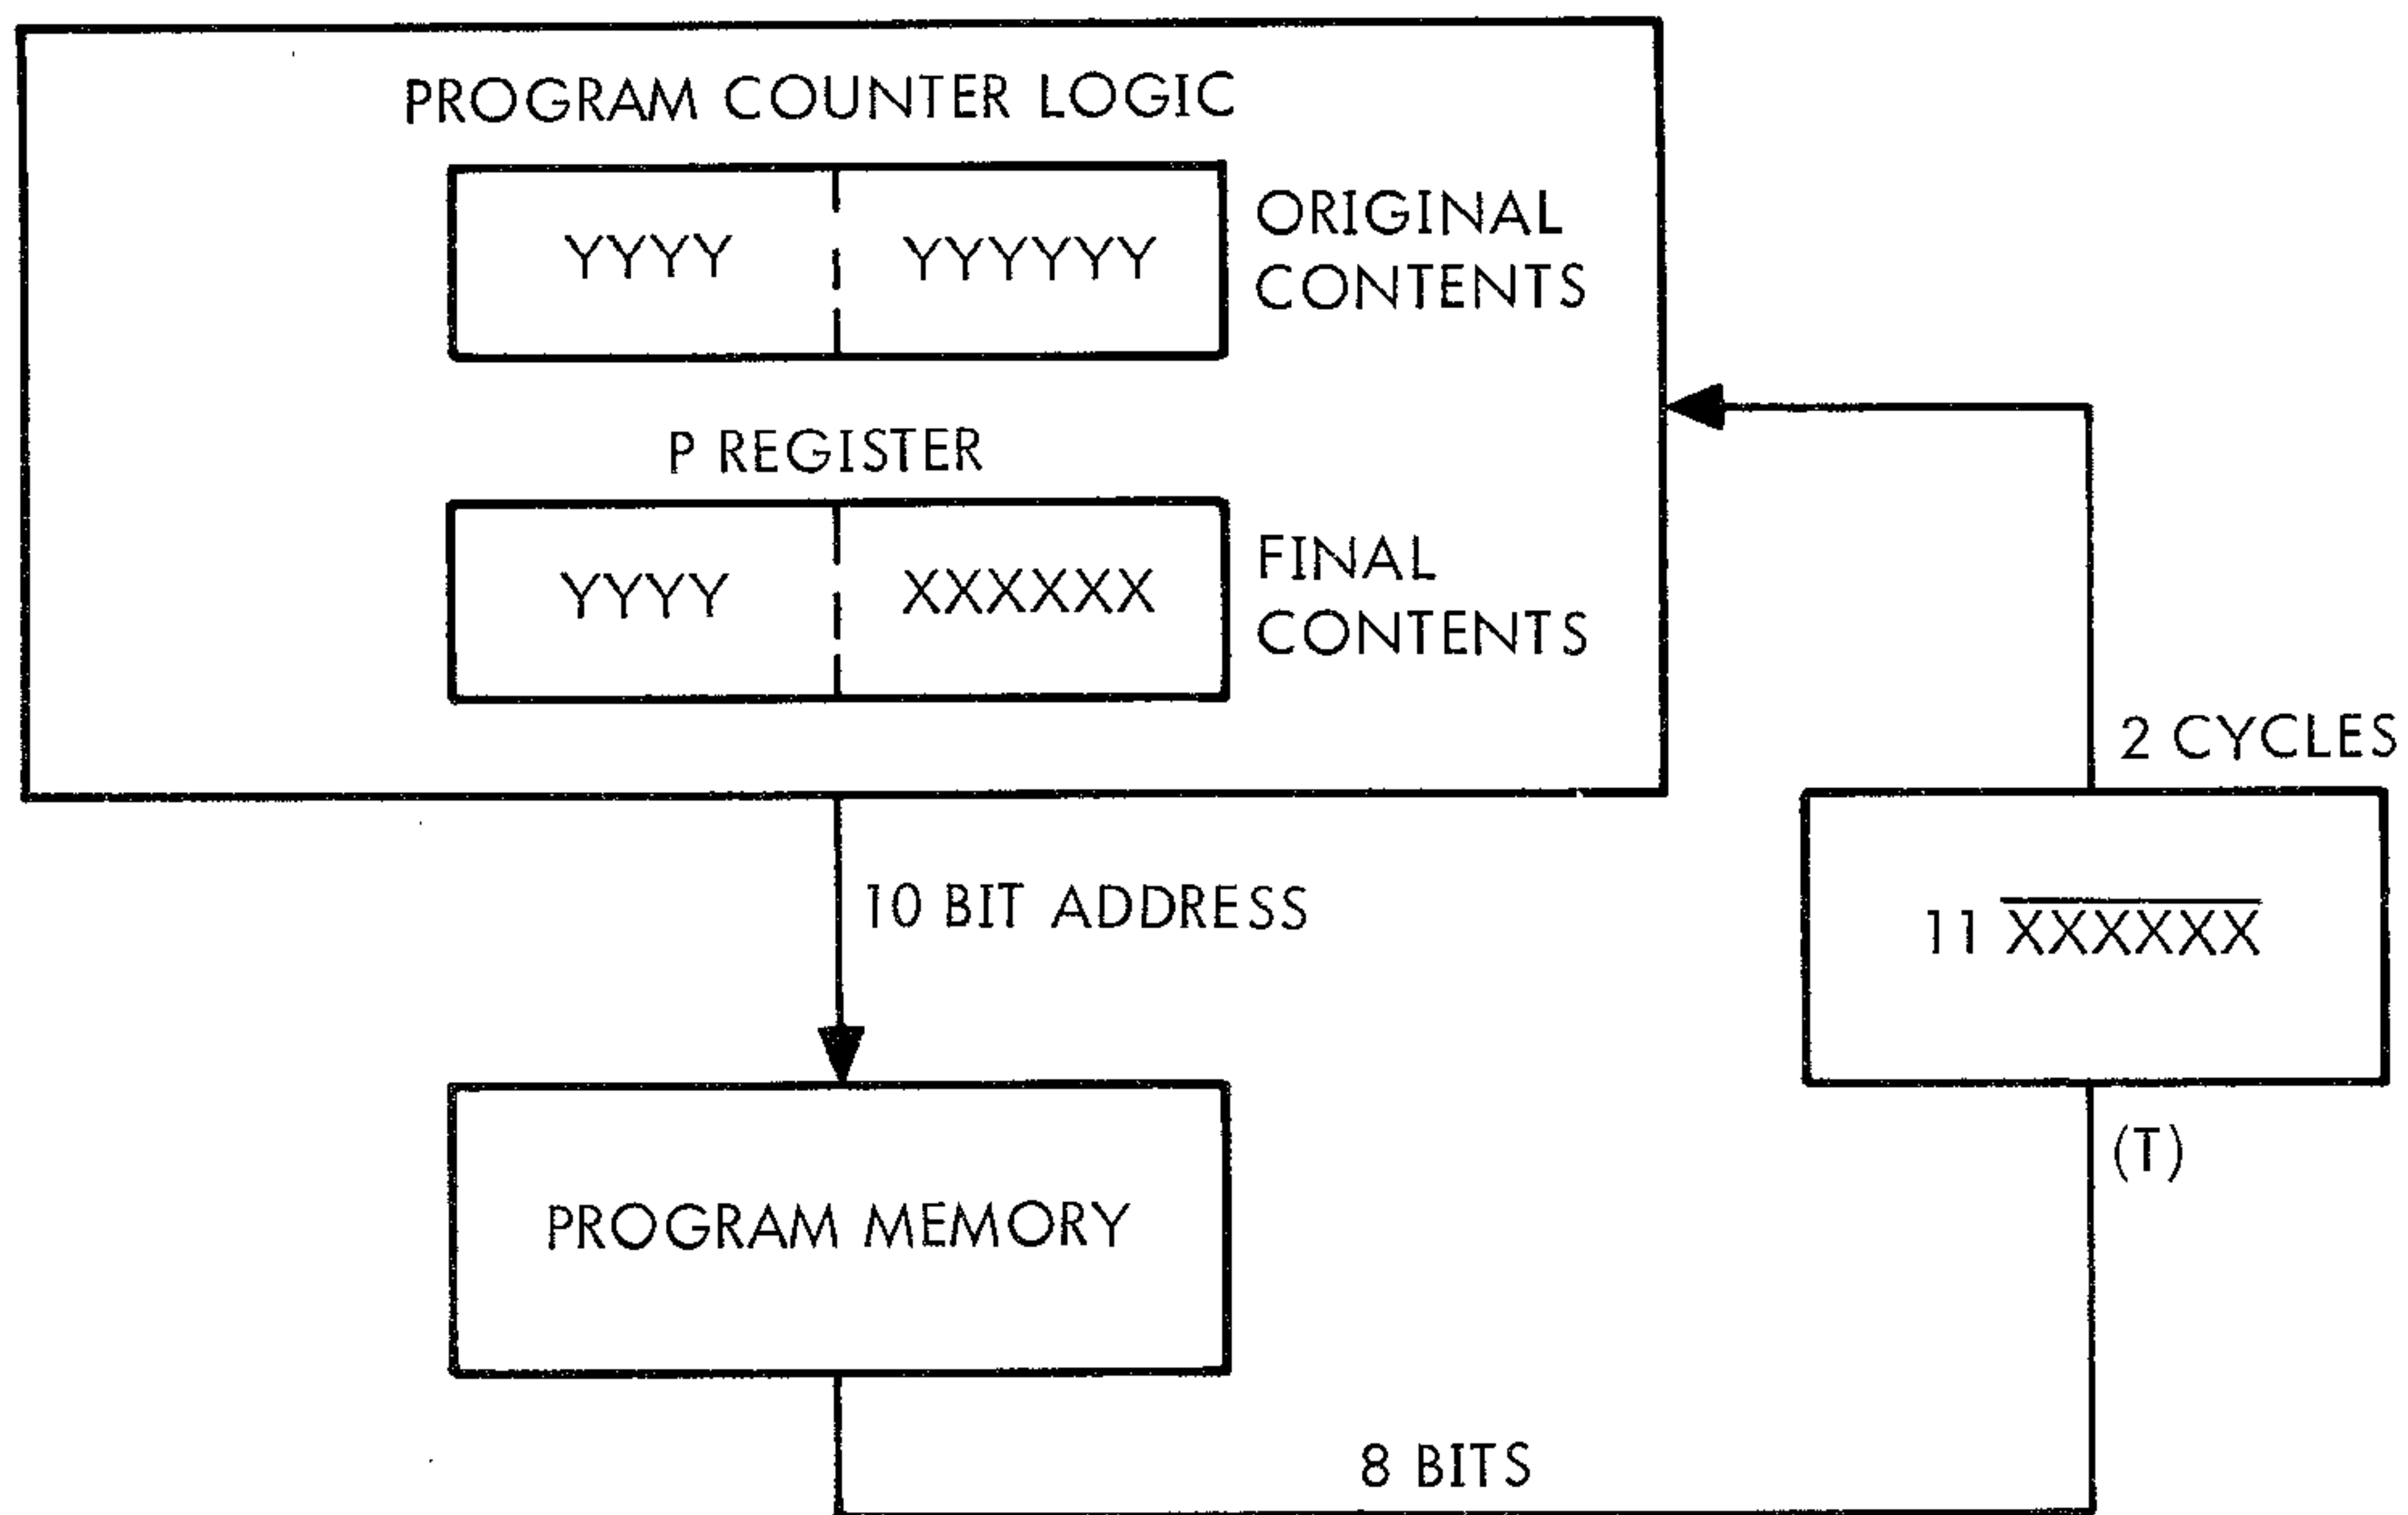 PROGRAM COUNTER LOGIC
YYYY YYYYYY
ORIGINAL
CONTENTS
P REGISTER
YYYY XXXXXX
FINAL
CONTENTS
2 CYCLES
10 BIT ADDRESS
11 X̅X̅X̅X̅X̅X̅
(T)
PROGRAM MEMORY
8 BITS